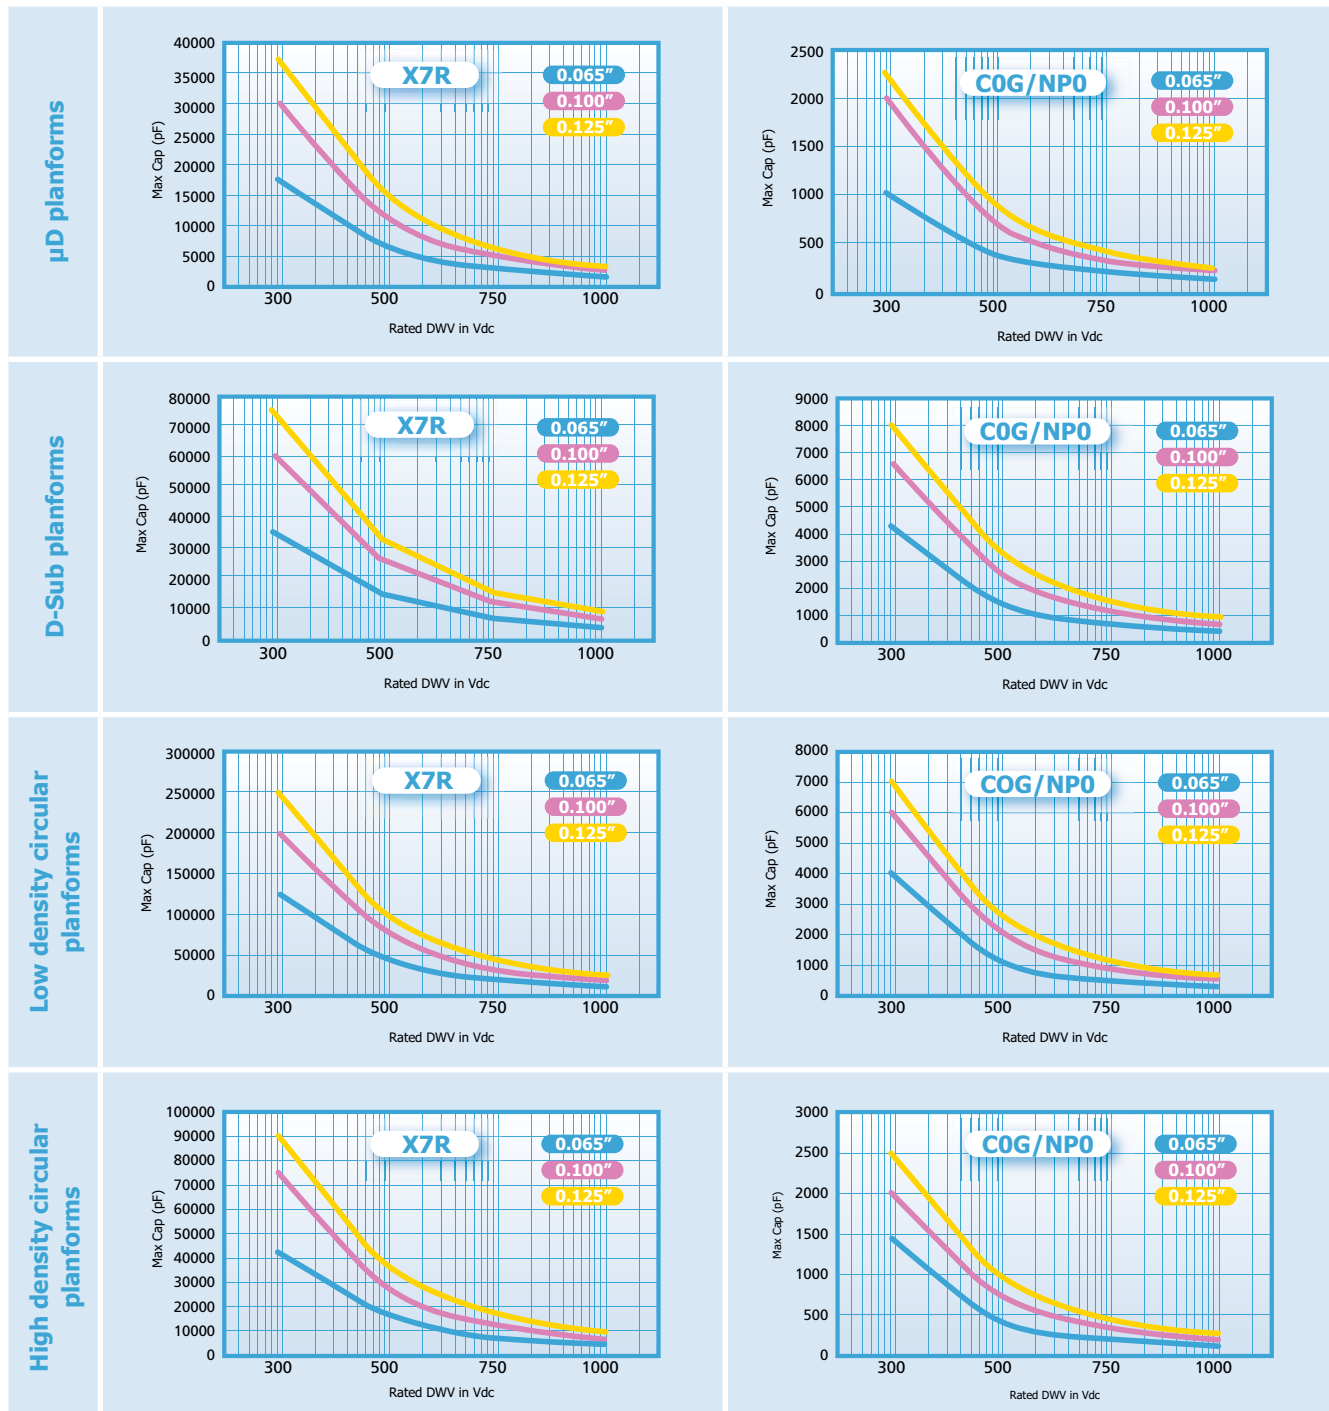 µD planforms
40000
35000
30000
25000
20000
15000
10000
5000
0
Max Cap (pF)
X7R
0.065″
0.100″
0.125″
300 500 750 1000
Rated DWV in Vdc
2500
2000
1500
1000
500
0
Max Cap (pF)
C0G/NP0
0.065″
0.100″
0.125″
300 500 750 1000
Rated DWV in Vdc
D-Sub planforms
80000
70000
60000
50000
40000
30000
20000
10000
0
Max Cap (pF)
X7R
0.065″
0.100″
0.125″
300 500 750 1000
Rated DWV in Vdc
9000
8000
7000
6000
5000
4000
3000
2000
1000
0
Max Cap (pF)
C0G/NP0
0.065″
0.100″
0.125″
300 500 750 1000
Rated DWV in Vdc
Low density circular
planforms
300000
250000
200000
150000
100000
50000
0
Max Cap (pF)
X7R
0.065″
0.100″
0.125″
300 500 750 1000
Rated DWV in Vdc
8000
7000
6000
5000
4000
3000
2000
1000
0
Max Cap (pF)
COG/NP0
0.065″
0.100″
0.125″
300 500 750 1000
Rated DWV in Vdc
High density circular
planforms
100000
90000
80000
70000
60000
50000
40000
30000
20000
10000
0
Max Cap (pF)
X7R
0.065″
0.100″
0.125″
300 500 750 1000
Rated DWV in Vdc
3000
2500
2000
1500
1000
500
0
Max Cap (pF)
C0G/NP0
0.065″
0.100″
0.125″
300 500 750 1000
Rated DWV in Vdc